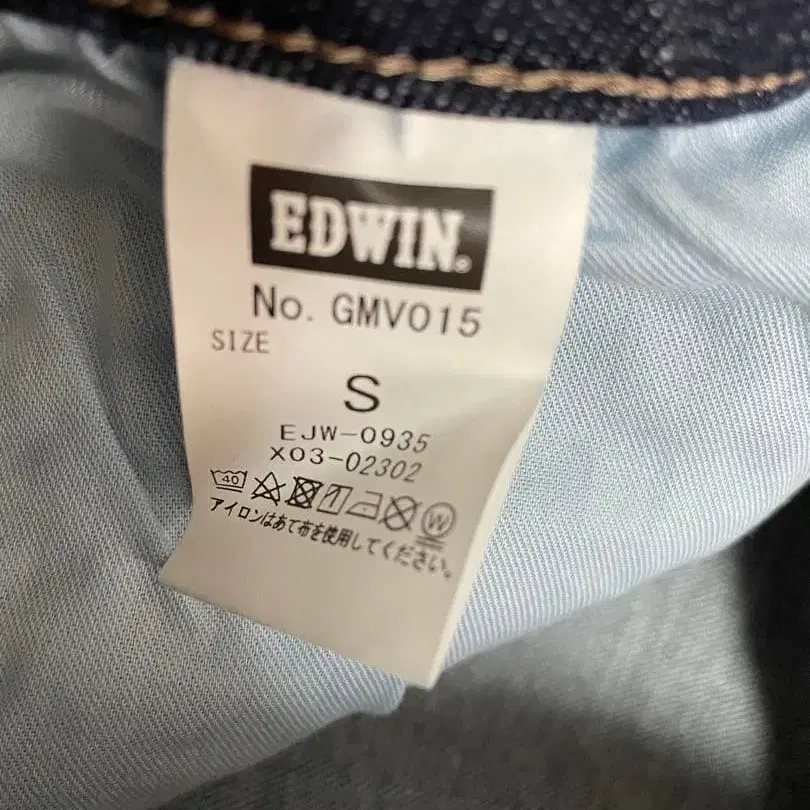 EDWIN.
No. GMV015
SIZE
S
EJW-0935
X03-02302
40 W
アイロンはあて布を使用してください。